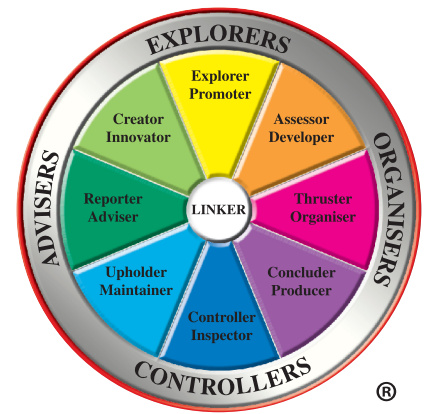 EXPLORERS
Explorer
Promoter
Creator
Innovator
Assessor
Developer
ADVISERS
ORGANISERS
Reporter
Adviser
LINKER
Thruster
Organiser
Upholder
Maintainer
Concluder
Producer
Controller
Inspector
CONTROLLERS
®